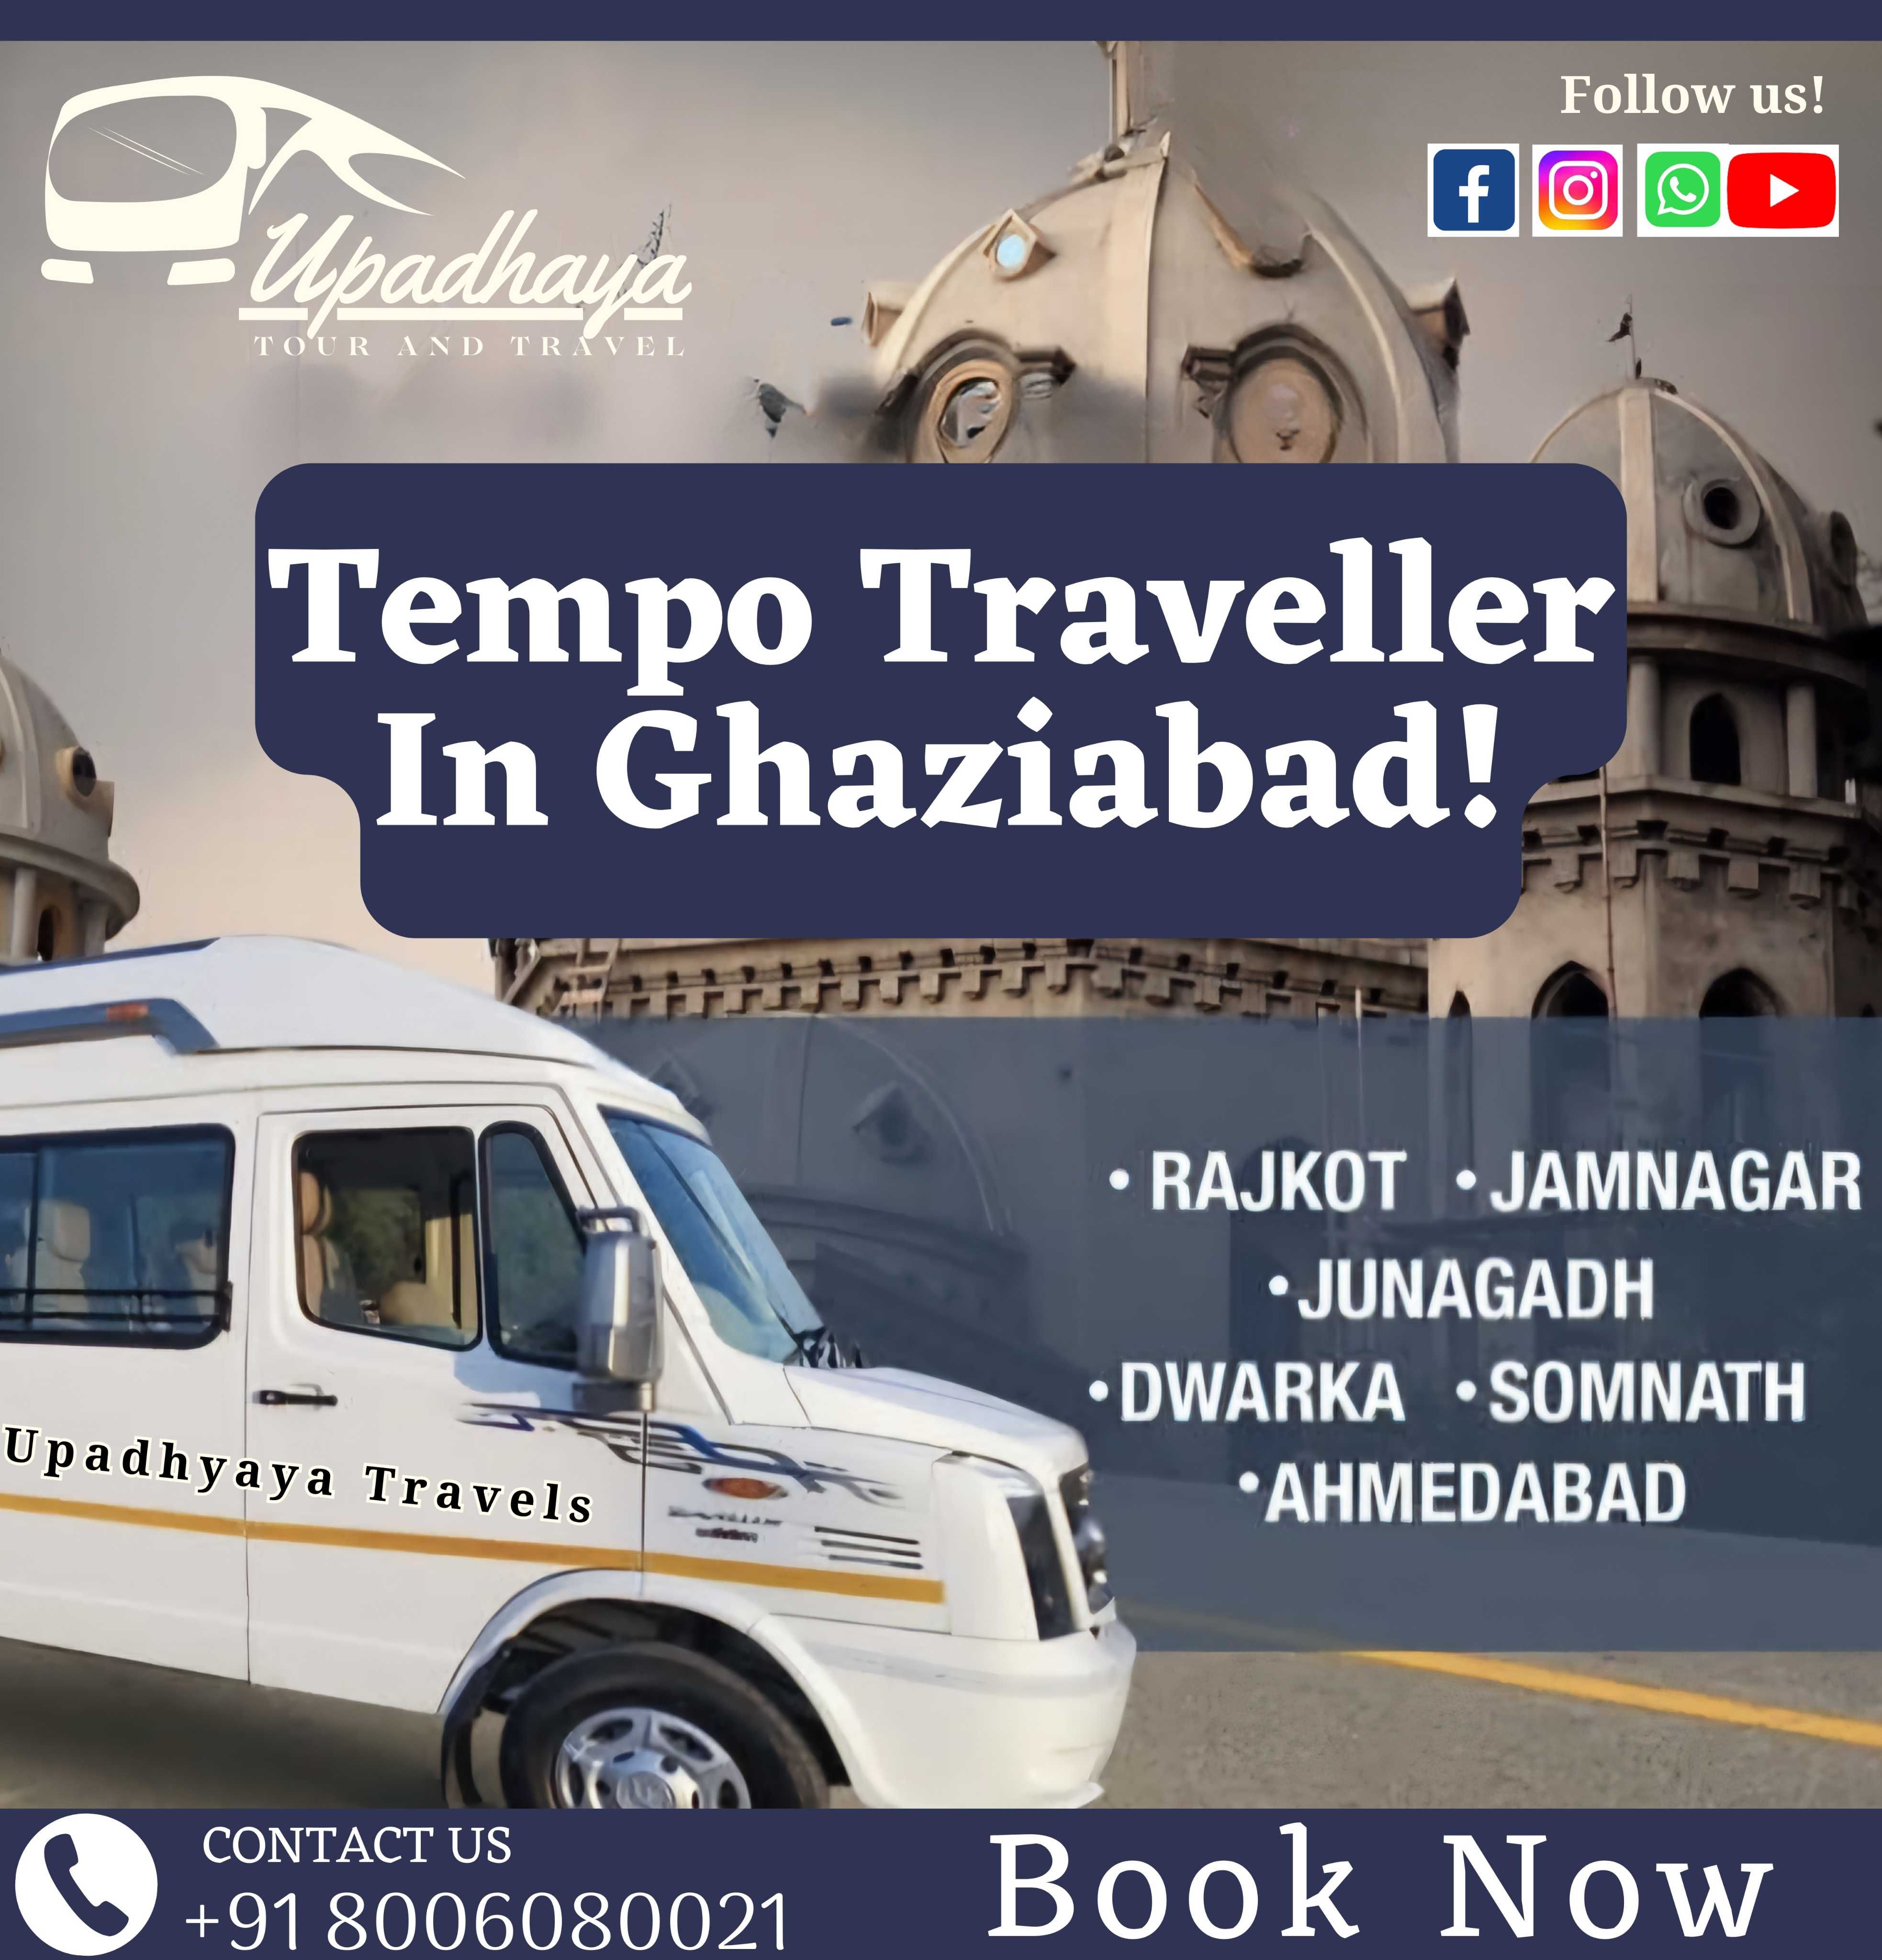 Follow us!
Upadhaya
TOUR AND TRAVEL
Tempo Traveller
In Ghaziabad!
• RAJKOT • JAMNAGAR
• JUNAGADH
• DWARKA • SOMNATH
• AHMEDABAD
Upadhyaya Travels
CONTACT US
+91 8006080021
Book Now